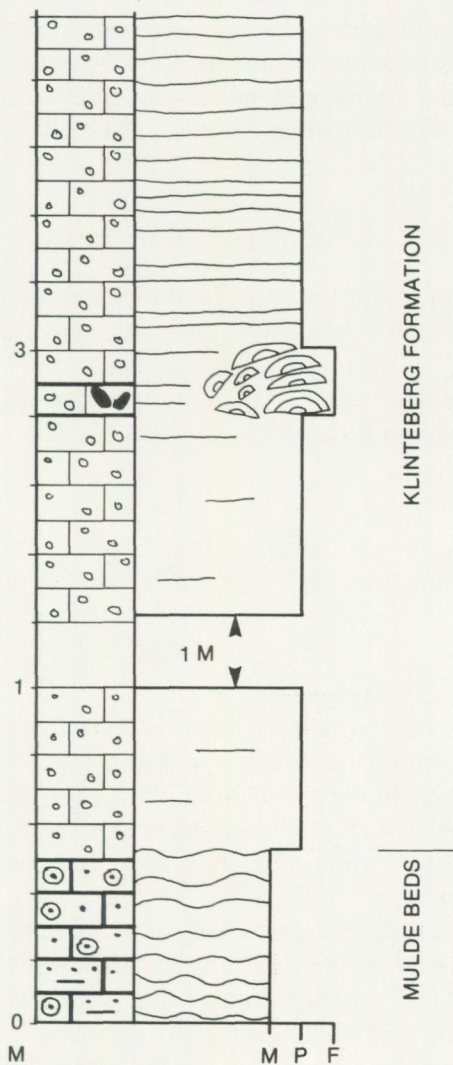 KLINTEBERG FORMATION
3
1 M
1
MULDE BEDS
0
M M P F